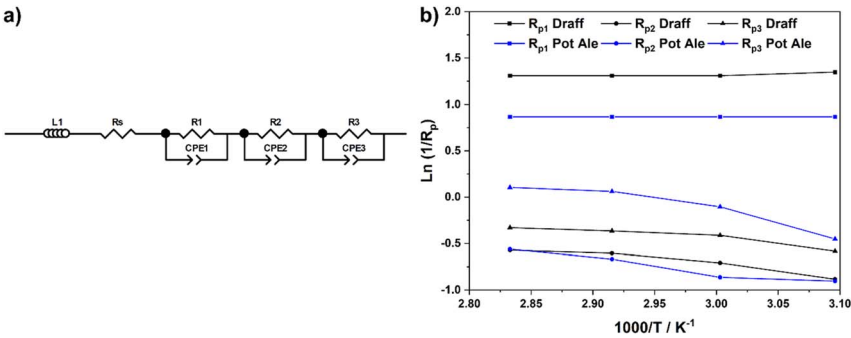 a)
L1
Rs
R1
R2
R3
CPE1
CPE2
CPE3
b)
Rp1 Draff Rp2 Draff Rp3 Draff
Rp1 Pot Ale Rp2 Pot Ale Rp3 Pot Ale
Ln (1/Rp)
2.0
1.5
1.0
0.5
0.0
-0.5
-1.0
2.80 2.85 2.90 2.95 3.00 3.05 3.10
1000/T / K-1